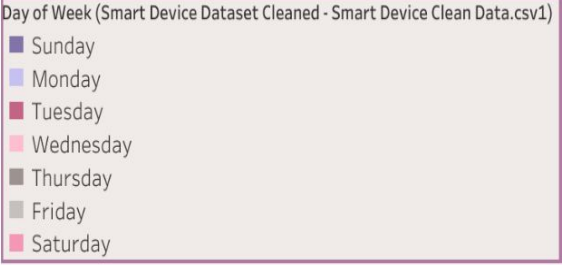 Day of Week (Smart Device Dataset Cleaned - Smart Device Clean Data.csv1)
Sunday
Monday
Tuesday
Wednesday
Thursday
Friday
Saturday